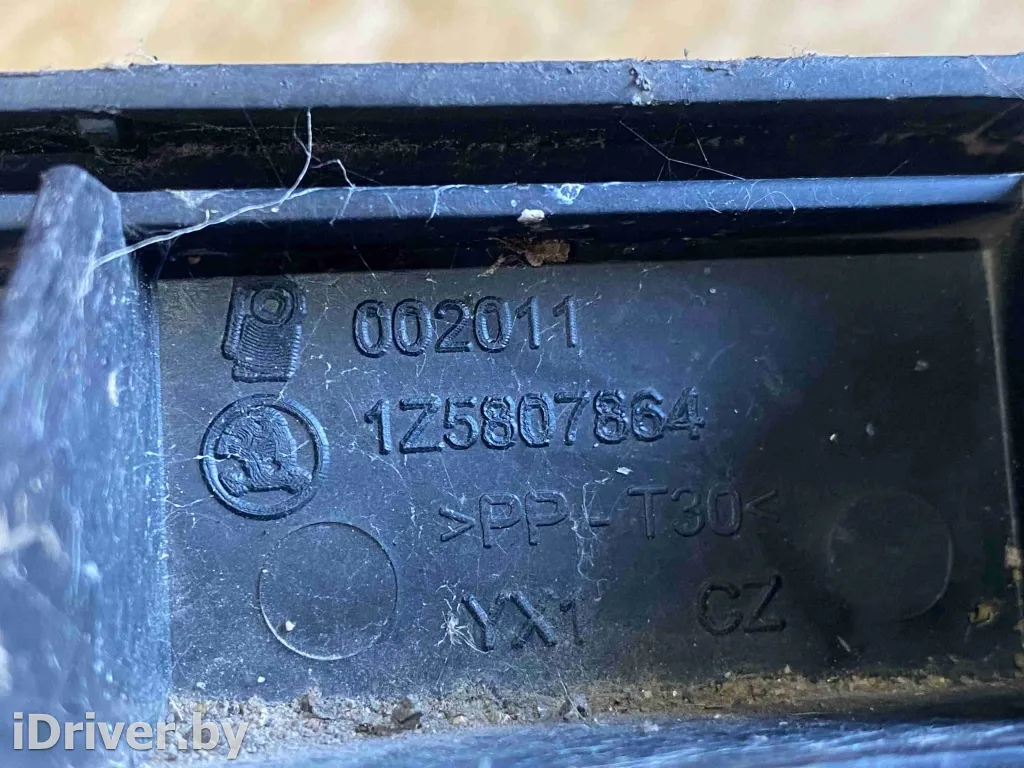 002011
1Z5807864
>PP-T30<
YX1 CZ
iDriver.by